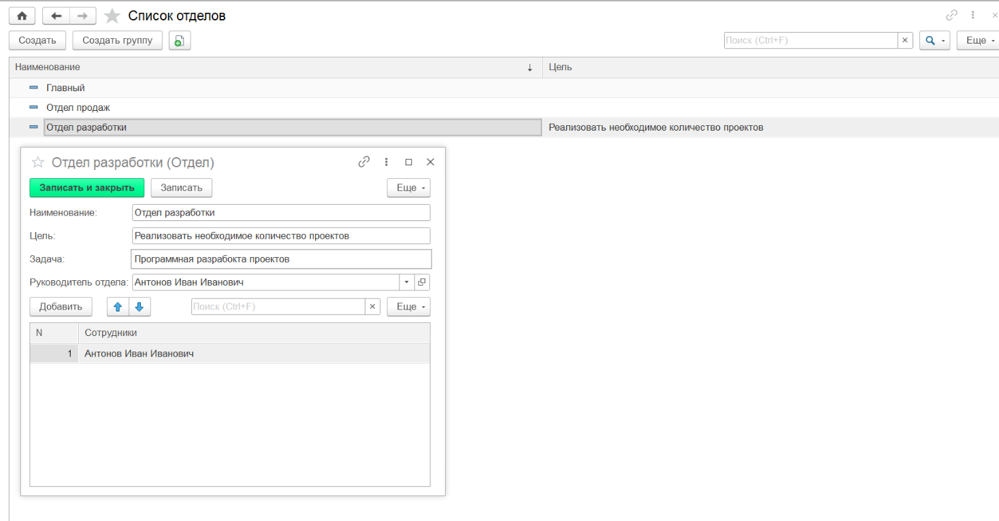 Список отделов
Создать Создать группу Поиск (Ctrl+F) × Еще
Наименование ↓ Цель
Главный
Отдел продаж
Отдел разработки Реализовать необходимое количество проектов
Отдел разработки (Отдел)
Записать и закрыть Записать Еще
Наименование: Отдел разработки
Цель: Реализовать необходимое количество проектов
Задача: Программная разрабокта проектов
Руководитель отдела: Антонов Иван Иванович
Добавить Поиск (Ctrl+F) × Еще
N Сотрудники
1 Антонов Иван Иванович